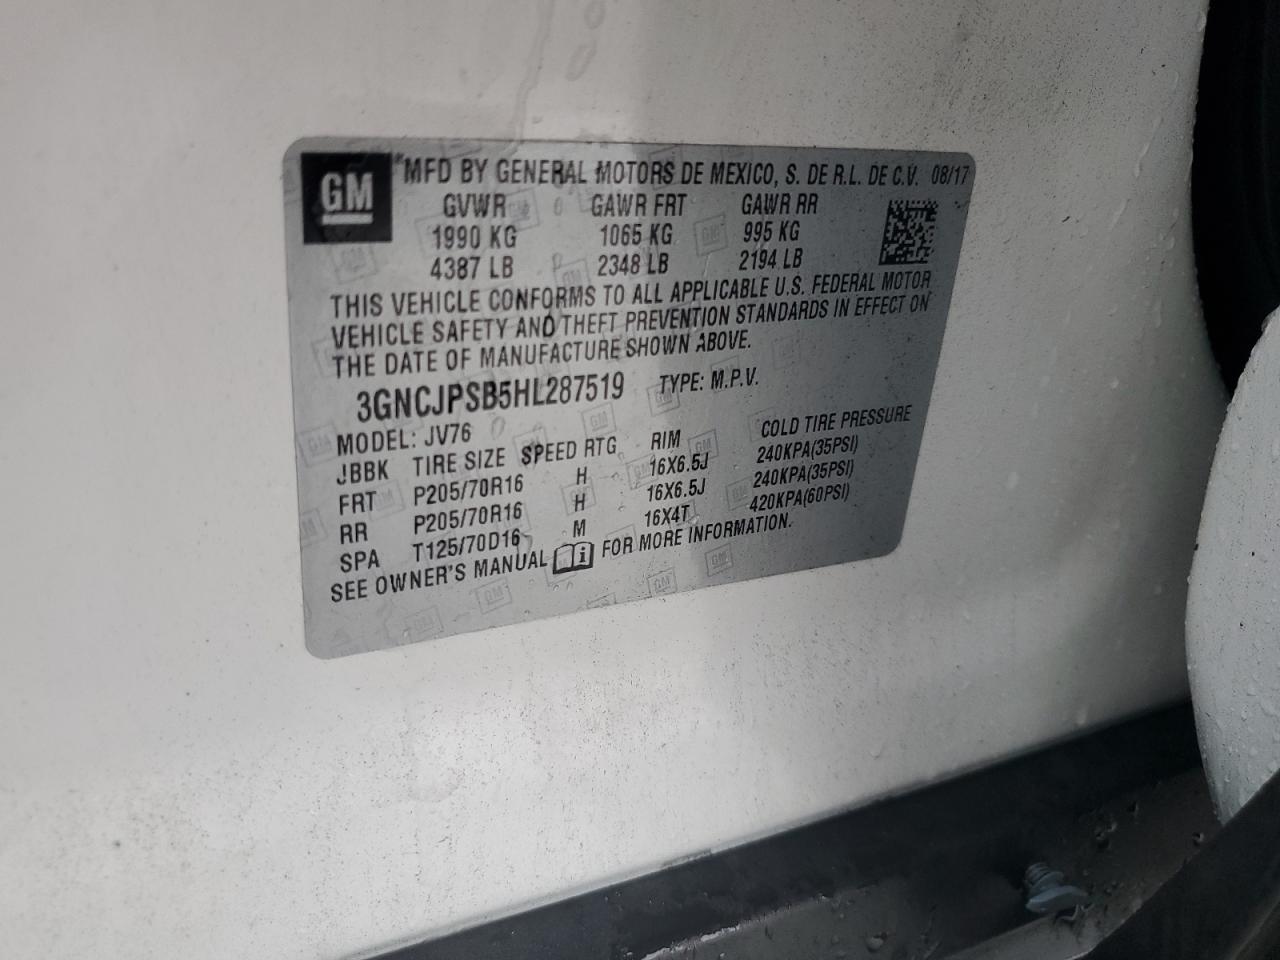 GM
*MFD BY GENERAL MOTORS DE MEXICO, S. DE R.L. DE C.V. 08/17
GVWR GAWR FRT GAWR RR
1990 KG 1065 KG 995 KG
4387 LB 2348 LB 2194 LB
THIS VEHICLE CONFORMS TO ALL APPLICABLE U.S. FEDERAL MOTOR
VEHICLE SAFETY AND THEFT PREVENTION STANDARDS IN EFFECT ON
THE DATE OF MANUFACTURE SHOWN ABOVE.
3GNCJPSB5HL287519 TYPE: M.P.V.
MODEL: JV76
JBBK TIRE SIZE SPEED RTG RIM COLD TIRE PRESSURE
FRT P205/70R16 H 16X6.5J 240KPA(35PSI)
RR P205/70R16 H 16X6.5J 240KPA(35PSI)
SPA T125/70D16 M 16X4T 420KPA(60PSI)
SEE OWNER'S MANUAL i FOR MORE INFORMATION.